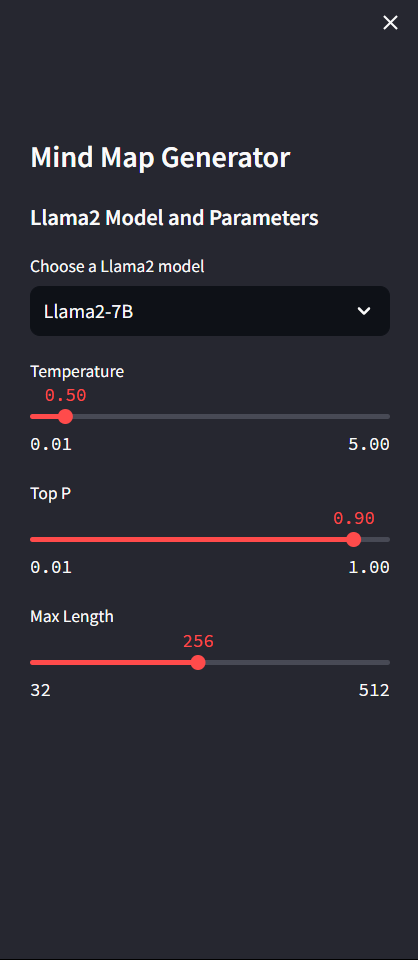 Mind Map Generator
Llama2 Model and Parameters
Choose a Llama2 model
Llama2-7B
Temperature
0.50
0.01 5.00
Top P
0.90
0.01 1.00
Max Length
256
32 512